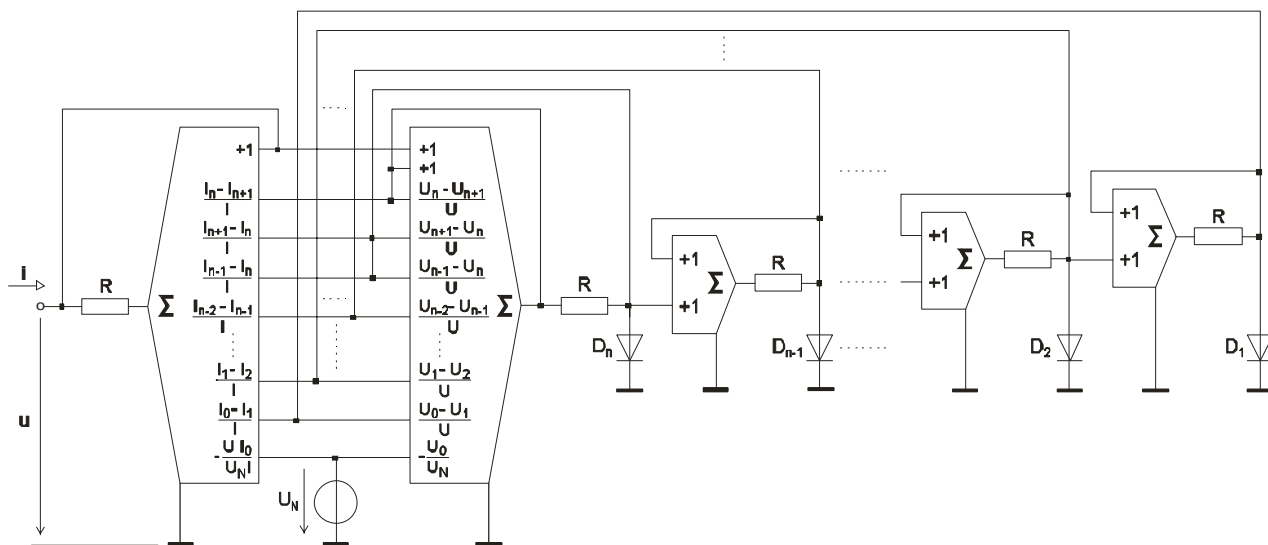 +1
I_n - I_{n+1} / I
I_{n+1} - I_n / I
I_{n-1} - I_n / I
I_{n-2} - I_{n-1} / I
I_1 - I_2 / I
I_0 - I_1 / I
- U I_0 / U_N I
Σ
i
R
u
U_N
+1
+1
U_n - U_{n+1} / U
U_{n+1} - U_n / U
U_{n-1} - U_n / U
U_{n-2} - U_{n-1} / U
U_1 - U_2 / U
U_0 - U_1 / U
- U_0 / U_N
Σ
R
D_n
+1
+1
Σ
R
D_{n-1}
+1
+1
Σ
R
D_2
+1
+1
Σ
R
D_1